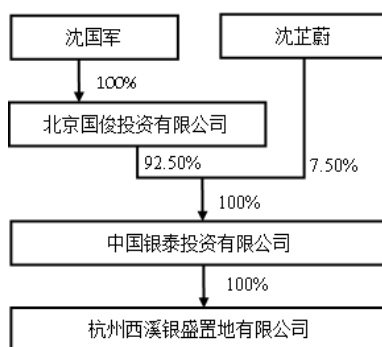 沈国军
沈芷蔚
100%
北京国俊投资有限公司
92.50%
7.50%
100%
中国银泰投资有限公司
100%
杭州西溪银盛置地有限公司